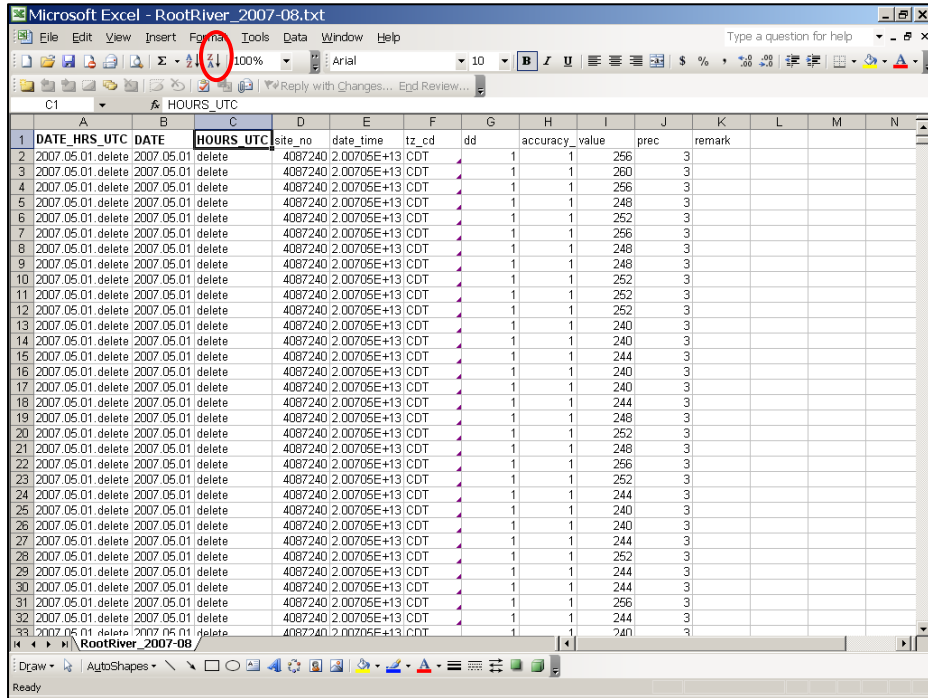 Microsoft Excel - RootRiver_2007-08.txt
File Edit View Insert Format Tools Data Window Help Type a question for help
100% Arial 10 B I U $ % ,
Reply with Changes... End Review...
C1 fx HOURS_UTC
A B C D E F G H I J K L M N
1 DATE_HRS_UTC DATE HOURS_UTC site_no date_time tz_cd dd accuracy_ value prec remark
2 2007.05.01.delete 2007.05.01 delete 4087240 2.00705E+13 CDT 1 1 256 3
3 2007.05.01.delete 2007.05.01 delete 4087240 2.00705E+13 CDT 1 1 260 3
4 2007.05.01.delete 2007.05.01 delete 4087240 2.00705E+13 CDT 1 1 256 3
5 2007.05.01.delete 2007.05.01 delete 4087240 2.00705E+13 CDT 1 1 248 3
6 2007.05.01.delete 2007.05.01 delete 4087240 2.00705E+13 CDT 1 1 252 3
7 2007.05.01.delete 2007.05.01 delete 4087240 2.00705E+13 CDT 1 1 256 3
8 2007.05.01.delete 2007.05.01 delete 4087240 2.00705E+13 CDT 1 1 248 3
9 2007.05.01.delete 2007.05.01 delete 4087240 2.00705E+13 CDT 1 1 248 3
10 2007.05.01.delete 2007.05.01 delete 4087240 2.00705E+13 CDT 1 1 252 3
11 2007.05.01.delete 2007.05.01 delete 4087240 2.00705E+13 CDT 1 1 252 3
12 2007.05.01.delete 2007.05.01 delete 4087240 2.00705E+13 CDT 1 1 252 3
13 2007.05.01.delete 2007.05.01 delete 4087240 2.00705E+13 CDT 1 1 240 3
14 2007.05.01.delete 2007.05.01 delete 4087240 2.00705E+13 CDT 1 1 240 3
15 2007.05.01.delete 2007.05.01 delete 4087240 2.00705E+13 CDT 1 1 244 3
16 2007.05.01.delete 2007.05.01 delete 4087240 2.00705E+13 CDT 1 1 240 3
17 2007.05.01.delete 2007.05.01 delete 4087240 2.00705E+13 CDT 1 1 240 3
18 2007.05.01.delete 2007.05.01 delete 4087240 2.00705E+13 CDT 1 1 244 3
19 2007.05.01.delete 2007.05.01 delete 4087240 2.00705E+13 CDT 1 1 248 3
20 2007.05.01.delete 2007.05.01 delete 4087240 2.00705E+13 CDT 1 1 252 3
21 2007.05.01.delete 2007.05.01 delete 4087240 2.00705E+13 CDT 1 1 248 3
22 2007.05.01.delete 2007.05.01 delete 4087240 2.00705E+13 CDT 1 1 256 3
23 2007.05.01.delete 2007.05.01 delete 4087240 2.00705E+13 CDT 1 1 252 3
24 2007.05.01.delete 2007.05.01 delete 4087240 2.00705E+13 CDT 1 1 244 3
25 2007.05.01.delete 2007.05.01 delete 4087240 2.00705E+13 CDT 1 1 240 3
26 2007.05.01.delete 2007.05.01 delete 4087240 2.00705E+13 CDT 1 1 240 3
27 2007.05.01.delete 2007.05.01 delete 4087240 2.00705E+13 CDT 1 1 244 3
28 2007.05.01.delete 2007.05.01 delete 4087240 2.00705E+13 CDT 1 1 252 3
29 2007.05.01.delete 2007.05.01 delete 4087240 2.00705E+13 CDT 1 1 244 3
30 2007.05.01.delete 2007.05.01 delete 4087240 2.00705E+13 CDT 1 1 244 3
31 2007.05.01.delete 2007.05.01 delete 4087240 2.00705E+13 CDT 1 1 256 3
32 2007.05.01.delete 2007.05.01 delete 4087240 2.00705E+13 CDT 1 1 244 3
33 2007.05.01.delete 2007.05.01 delete 4087240 2.00705E+13 CDT 1 1 240 3
RootRiver_2007-08
Draw AutoShapes
Ready